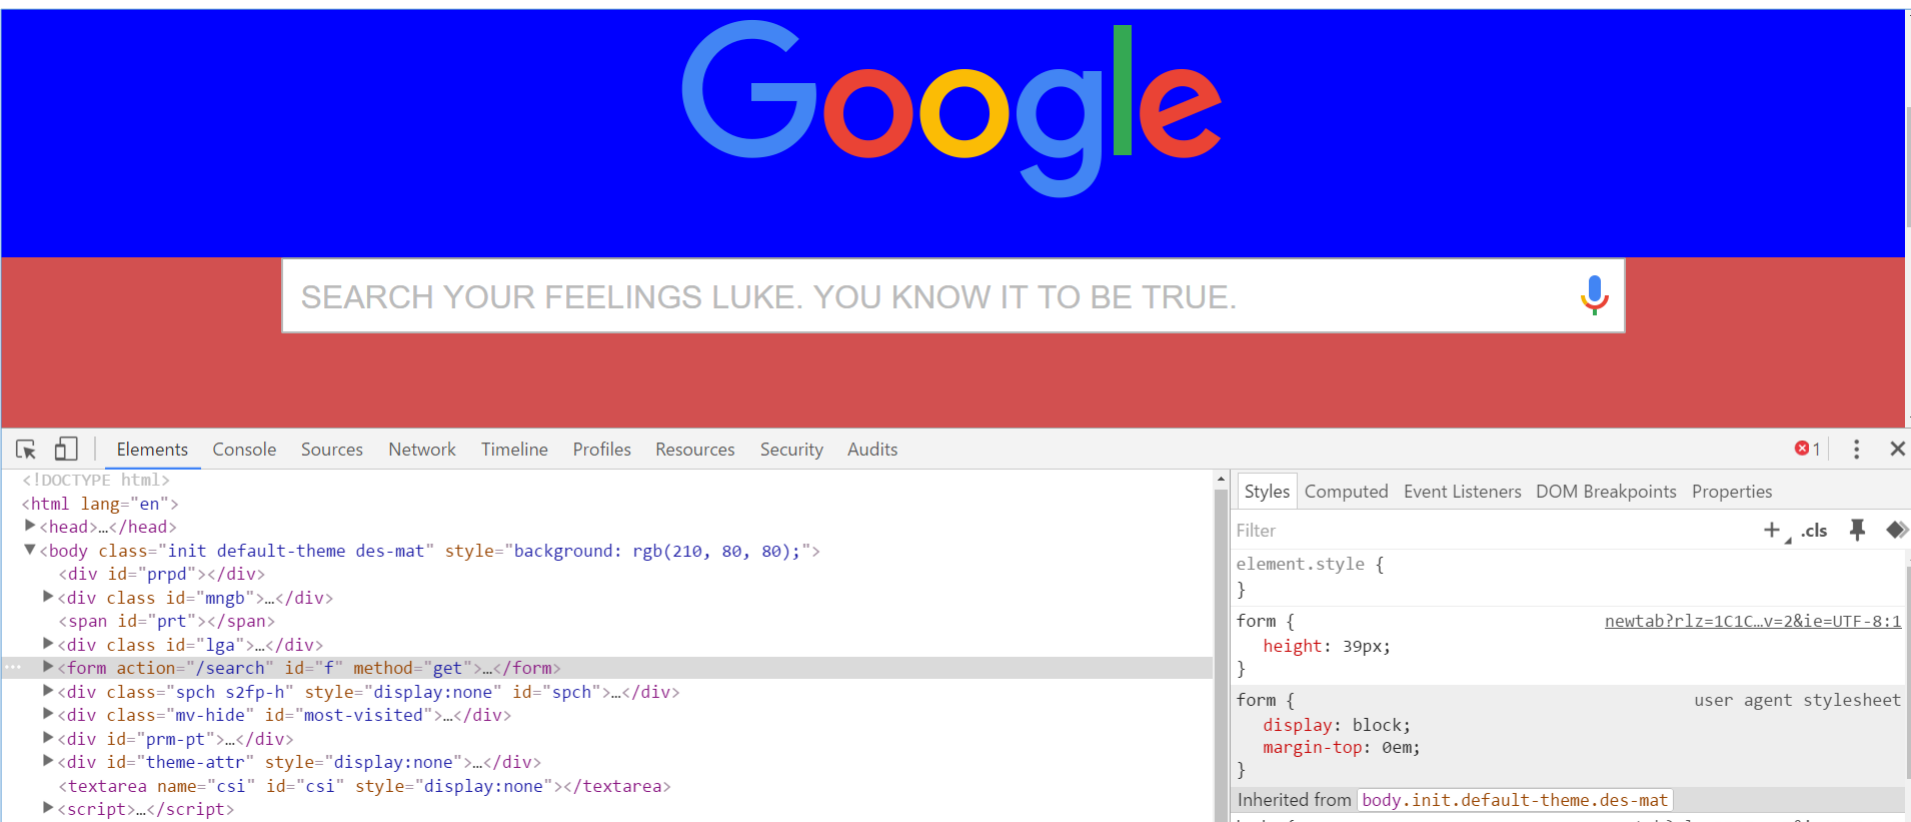 Google
SEARCH YOUR FEELINGS LUKE. YOU KNOW IT TO BE TRUE.
Elements Console Sources Network Timeline Profiles Resources Security Audits 1
<!DOCTYPE html>
<html lang="en">
<head>…</head>
<body class="init default-theme des-mat" style="background: rgb(210, 80, 80);">
<div id="prpd"></div>
<div class id="mngb">…</div>
<span id="prt"></span>
<div class id="lga">…</div>
<form action="/search" id="f" method="get">…</form>
<div class="spch s2fp-h" style="display:none" id="spch">…</div>
<div class="mv-hide" id="most-visited">…</div>
<div id="prm-pt">…</div>
<div id="theme-attr" style="display:none">…</div>
<textarea name="csi" id="csi" style="display:none"></textarea>
<script>…</script>
Styles Computed Event Listeners DOM Breakpoints Properties
Filter + .cls
element.style {
}
form { newtab?rlz=1C1C…v=2&ie=UTF-8:1
height: 39px;
}
form { user agent stylesheet
display: block;
margin-top: 0em;
}
Inherited from body.init.default-theme.des-mat